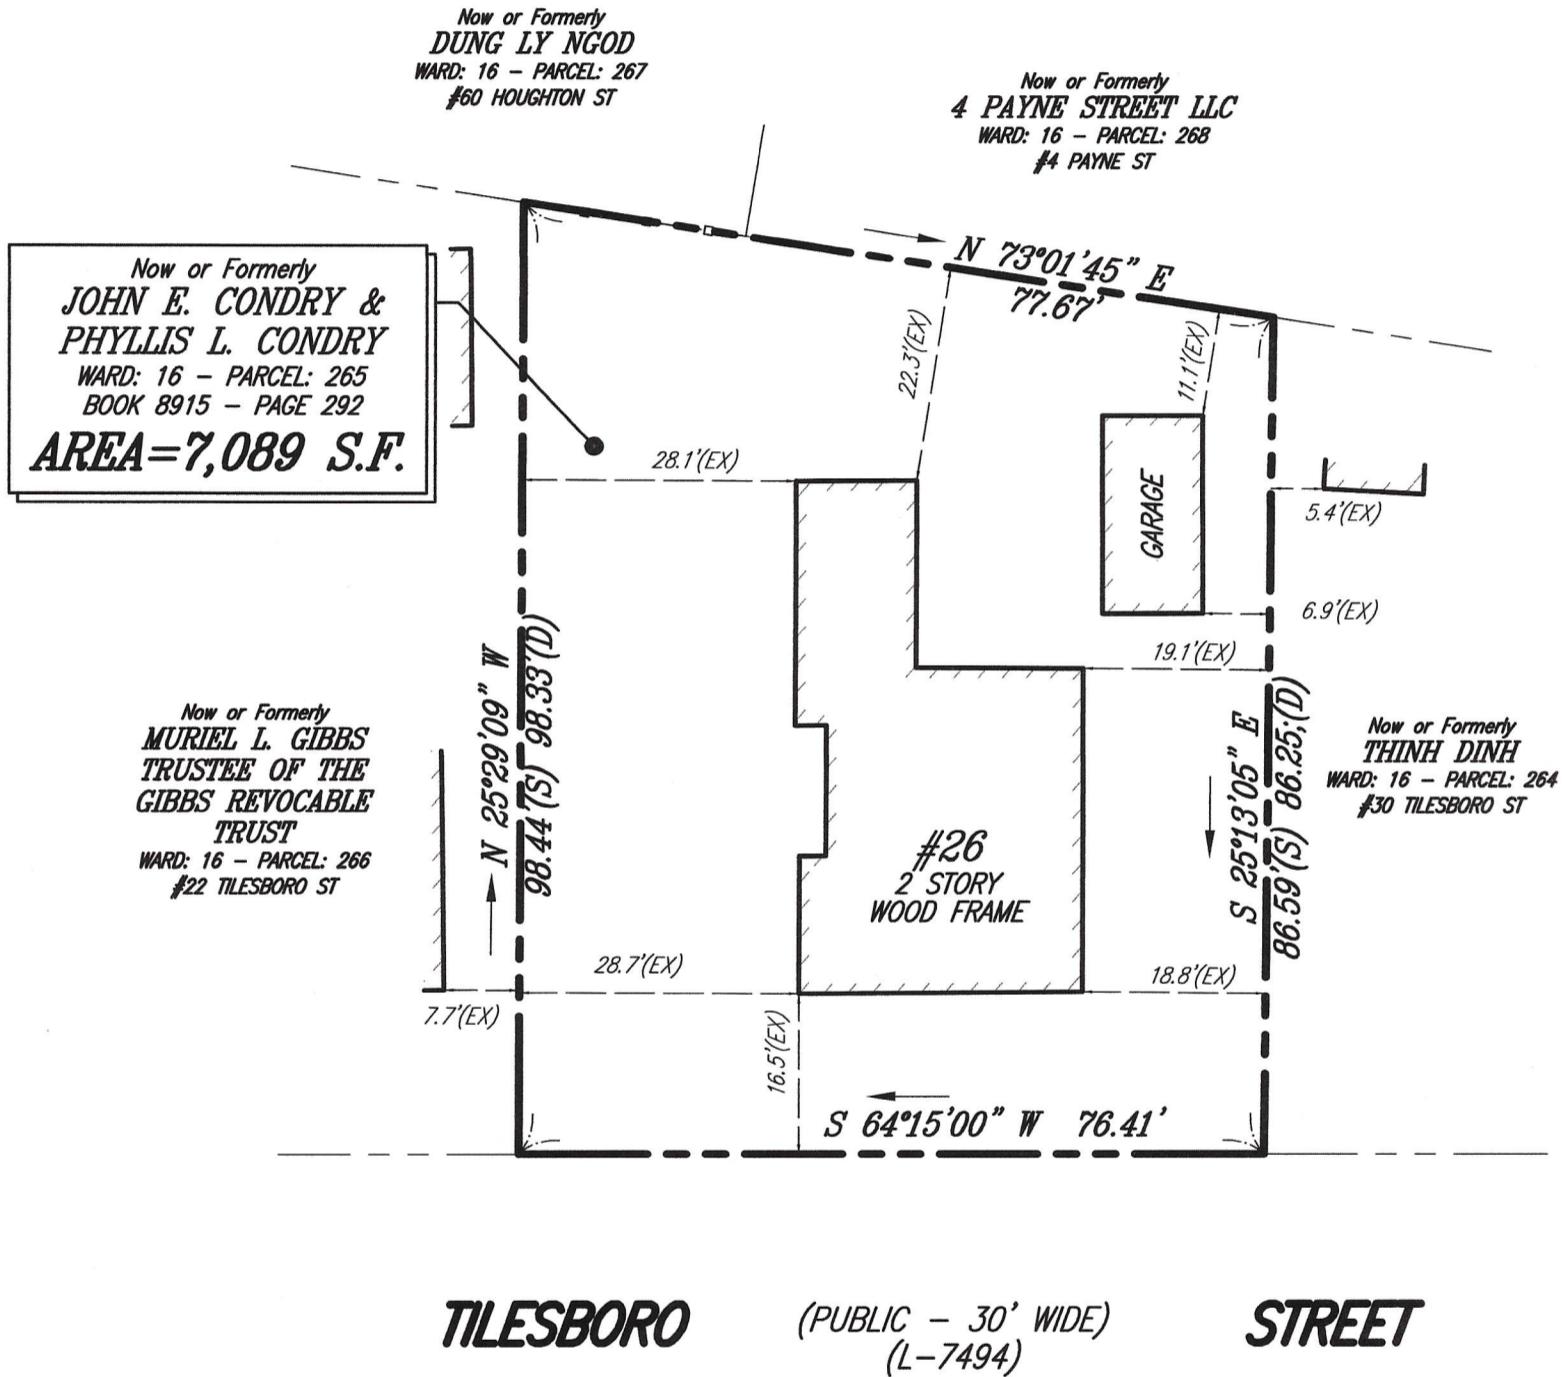 Now or Formerly
DUNG LY NGOD
WARD: 16 - PARCEL: 267
#60 HOUGHTON ST
Now or Formerly
4 PAYNE STREET LLC
WARD: 16 - PARCEL: 268
#4 PAYNE ST
N 73°01'45" E
77.67'
Now or Formerly
JOHN E. CONDRY &
PHYLLIS L. CONDRY
WARD: 16 - PARCEL: 265
BOOK 8915 - PAGE 292
AREA=7,089 S.F.
22.3'(EX)
11.1'(EX)
28.1'(EX)
GARAGE
5.4'(EX)
6.9'(EX)
19.1'(EX)
N 25°29'09" W
98.44'(S) 98.33'(D)
Now or Formerly
MURIEL L. GIBBS
TRUSTEE OF THE
GIBBS REVOCABLE
TRUST
WARD: 16 - PARCEL: 266
#22 TILESBORO ST
S 25°13'05" E
86.59'(S) 86.25;(D)
Now or Formerly
THINH DINH
WARD: 16 - PARCEL: 264
#30 TILESBORO ST
#26
2 STORY
WOOD FRAME
28.7'(EX)
18.8'(EX)
7.7'(EX)
16.5'(EX)
S 64°15'00" W 76.41'
TILESBORO (PUBLIC - 30' WIDE) STREET
(L-7494)